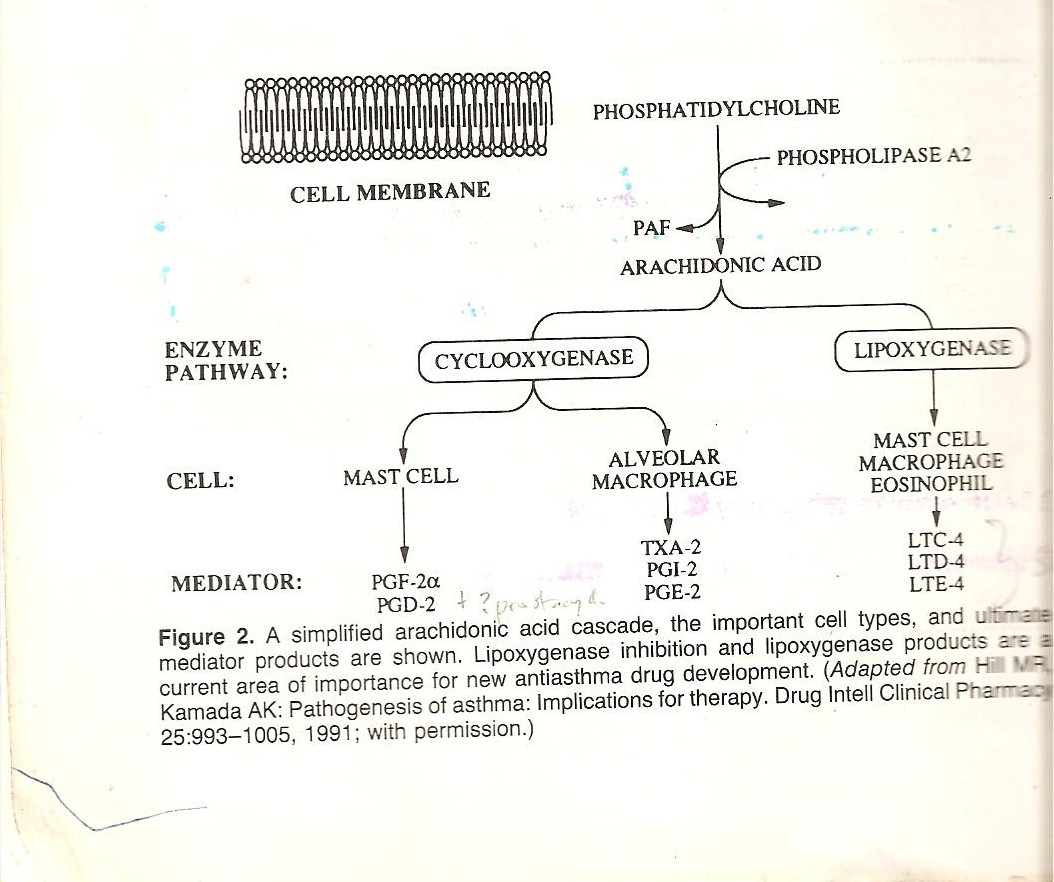 PHOSPHATIDYLCHOLINE
PHOSPHOLIPASE A2
CELL MEMBRANE
PAF
ARACHIDONIC ACID
ENZYME
PATHWAY:
CYCLOOXYGENASE
LIPOXYGENASE
CELL:
MAST CELL
ALVEOLAR
MACROPHAGE
MAST CELL
MACROPHAGE
EOSINOPHIL
MEDIATOR:
PGF-2α
PGD-2
TXA-2
PGI-2
PGE-2
LTC-4
LTD-4
LTE-4
+ ?
Figure 2. A simplified arachidonic acid cascade, the important cell types, and ultimate
mediator products are shown. Lipoxygenase inhibition and lipoxygenase products are a
current area of importance for new antiasthma drug development. (Adapted from Hill MR,
Kamada AK: Pathogenesis of asthma: Implications for therapy. Drug Intell Clinical Pharmacy
25:993–1005, 1991; with permission.)